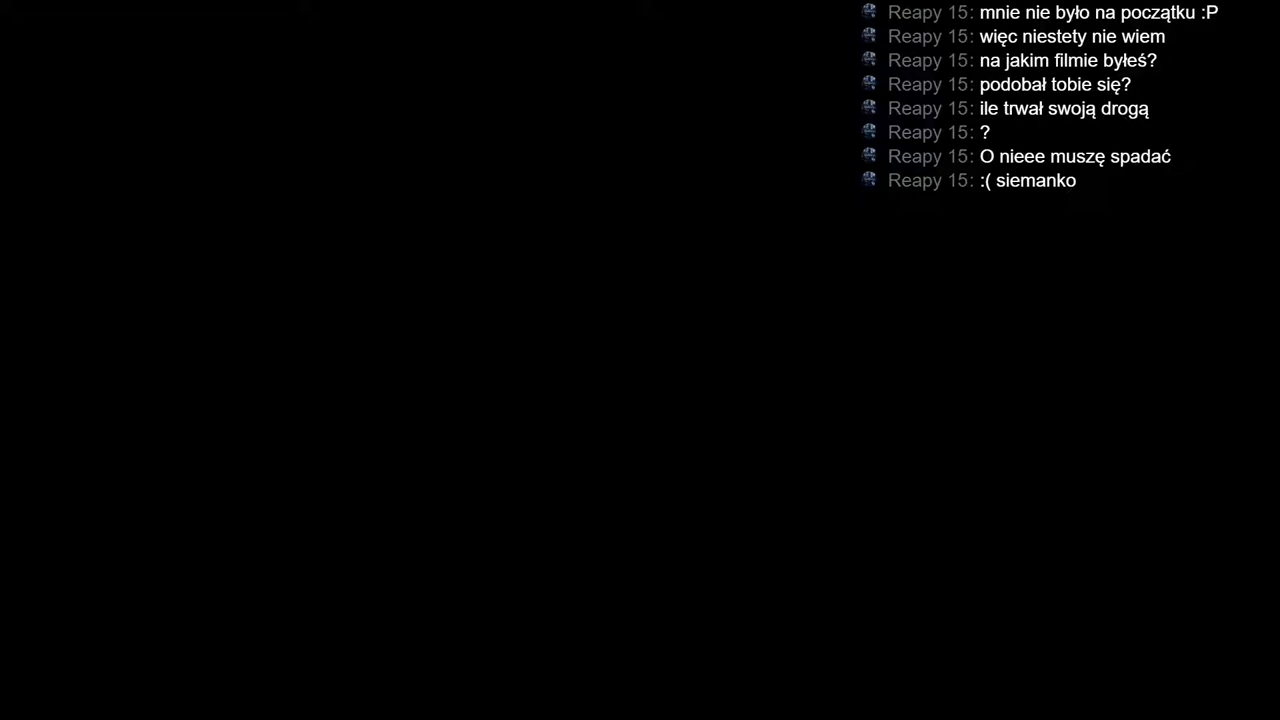 Reapy 15: mnie nie było na początku :P
Reapy 15: więc niestety nie wiem
Reapy 15: na jakim filmie byłeś?
Reapy 15: podobał tobie się?
Reapy 15: ile trwał swoją drogą
Reapy 15: ?
Reapy 15: O nieee muszę spadać
Reapy 15: :( siemanko